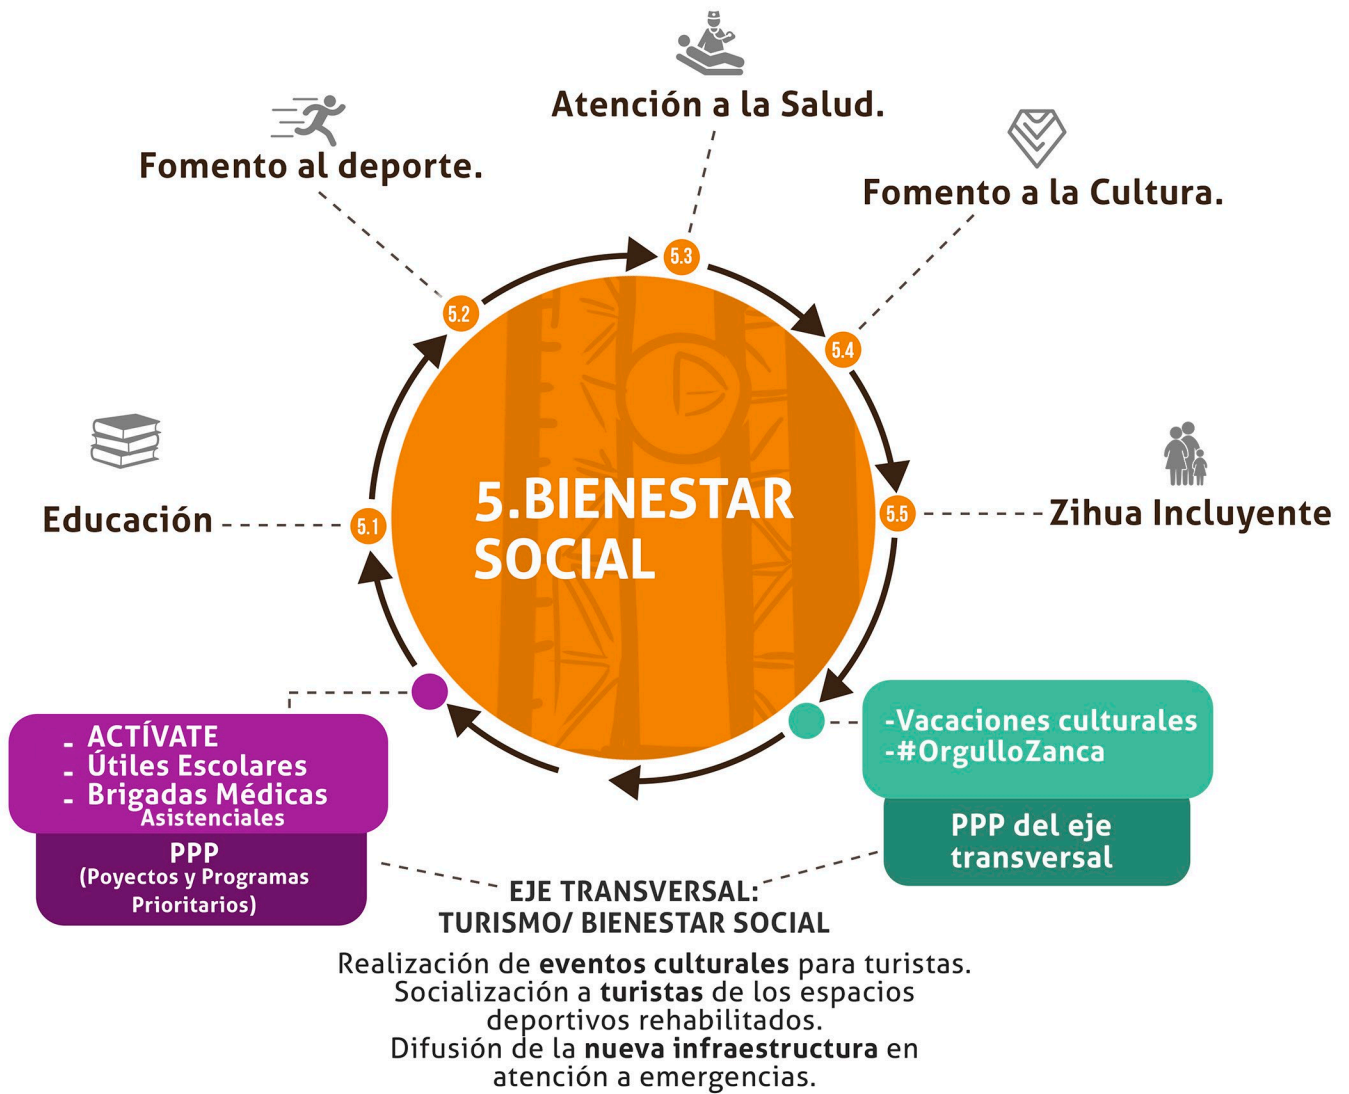 Atención a la Salud.
Fomento al deporte.
Fomento a la Cultura.
5.3
5.2
5.4
5.BIENESTAR
SOCIAL
Educación
5.1
5.5
Zihua Incluyente
- ACTÍVATE
- Útiles Escolares
- Brigadas Médicas
Asistenciales
PPP
(Poyectos y Programas
Prioritarios)
-Vacaciones culturales
-#OrgulloZanca
PPP del eje
transversal
EJE TRANSVERSAL:
TURISMO/ BIENESTAR SOCIAL
Realización de eventos culturales para turistas.
Socialización a turistas de los espacios
deportivos rehabilitados.
Difusión de la nueva infraestructura en
atención a emergencias.